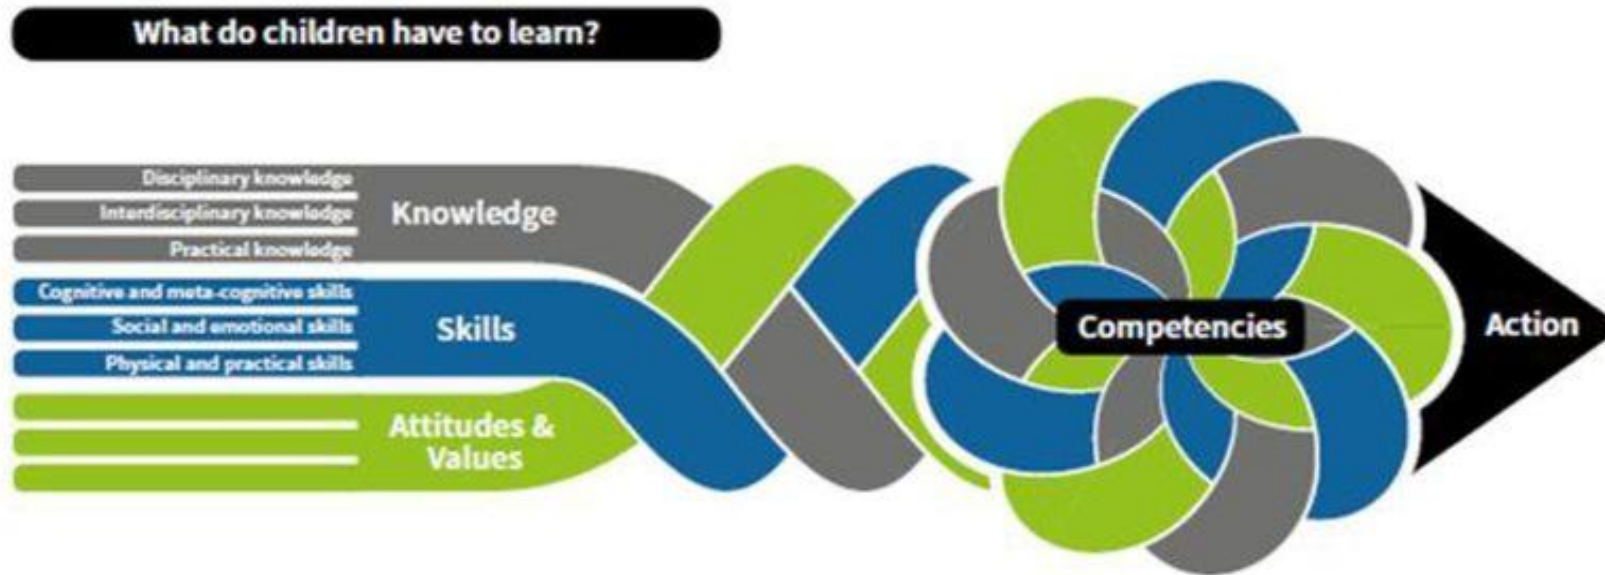 What do children have to learn?
Disciplinary knowledge
Interdisciplinary knowledge
Practical knowledge
Knowledge
Cognitive and meta-cognitive skills
Social and emotional skills
Physical and practical skills
Skills
Attitudes &
Values
Competencies
Action